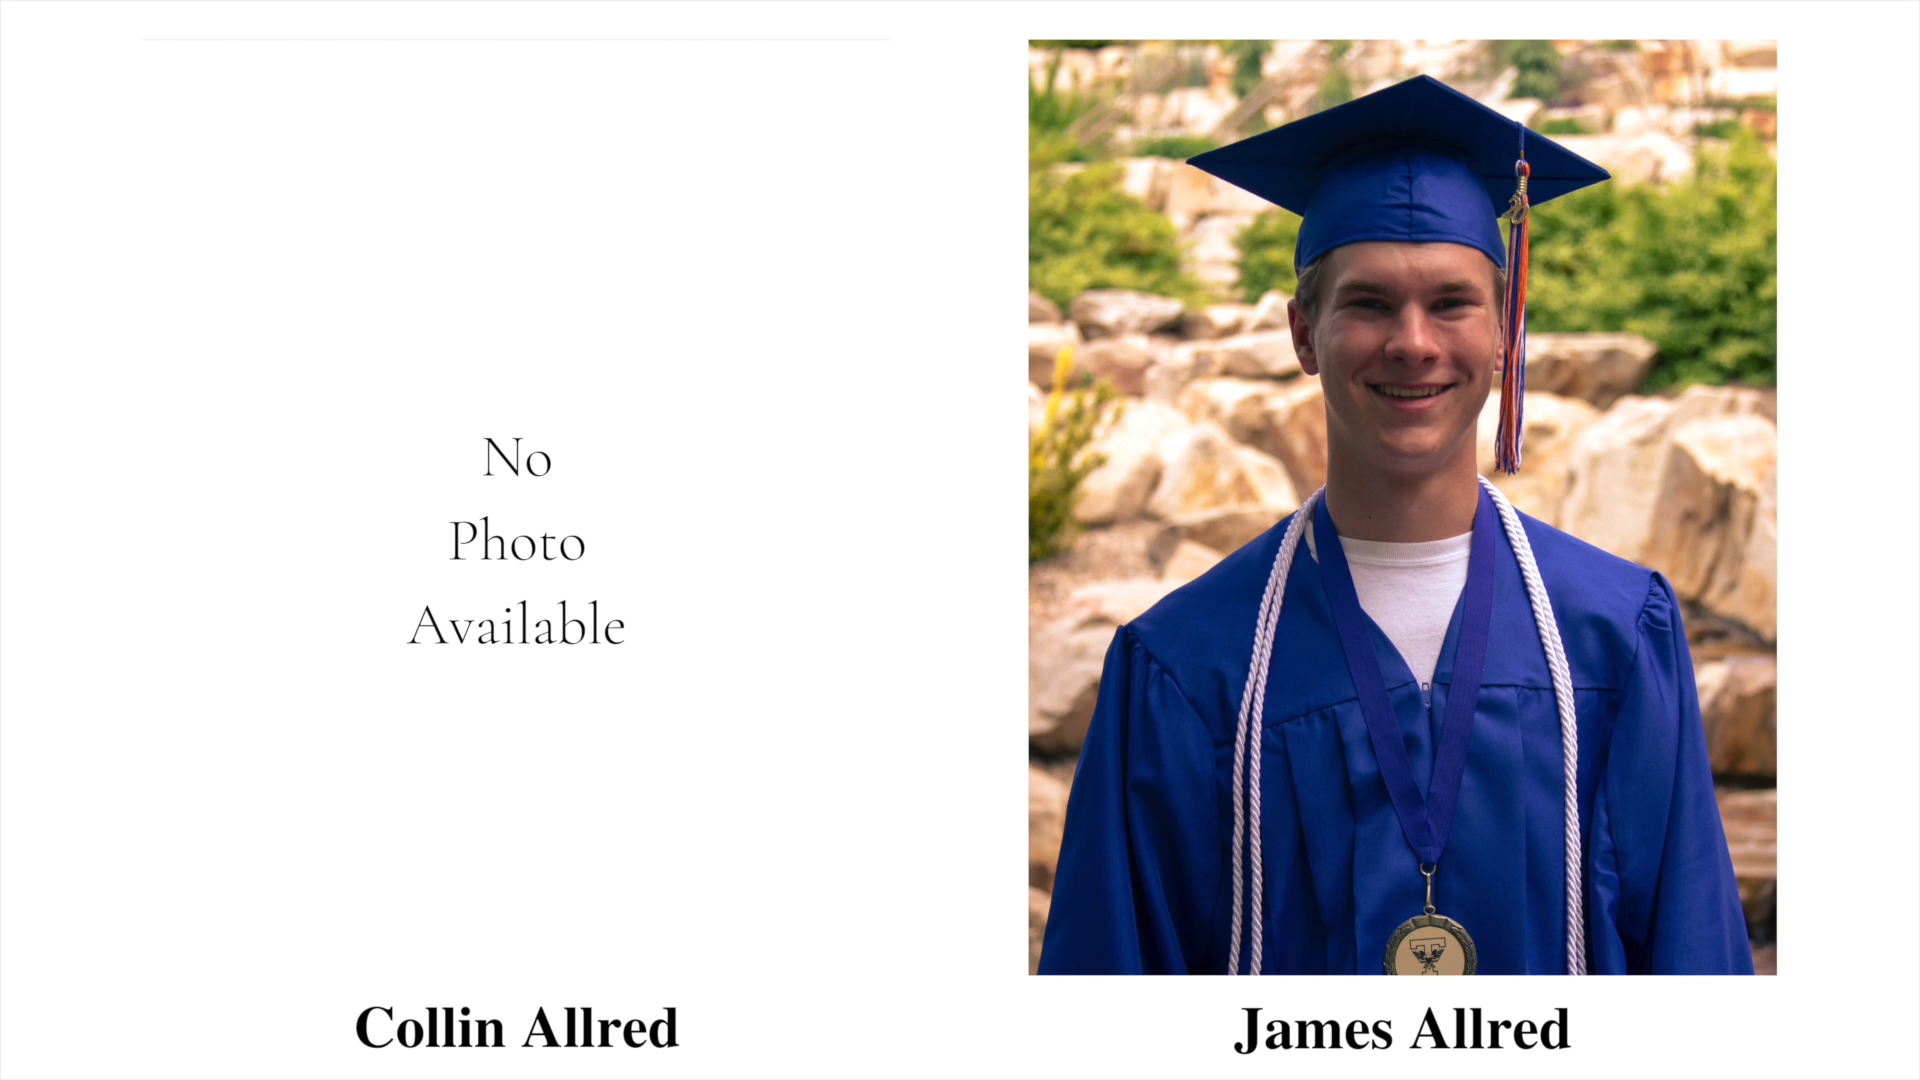 No
Photo
Available
T
Collin Allred
James Allred